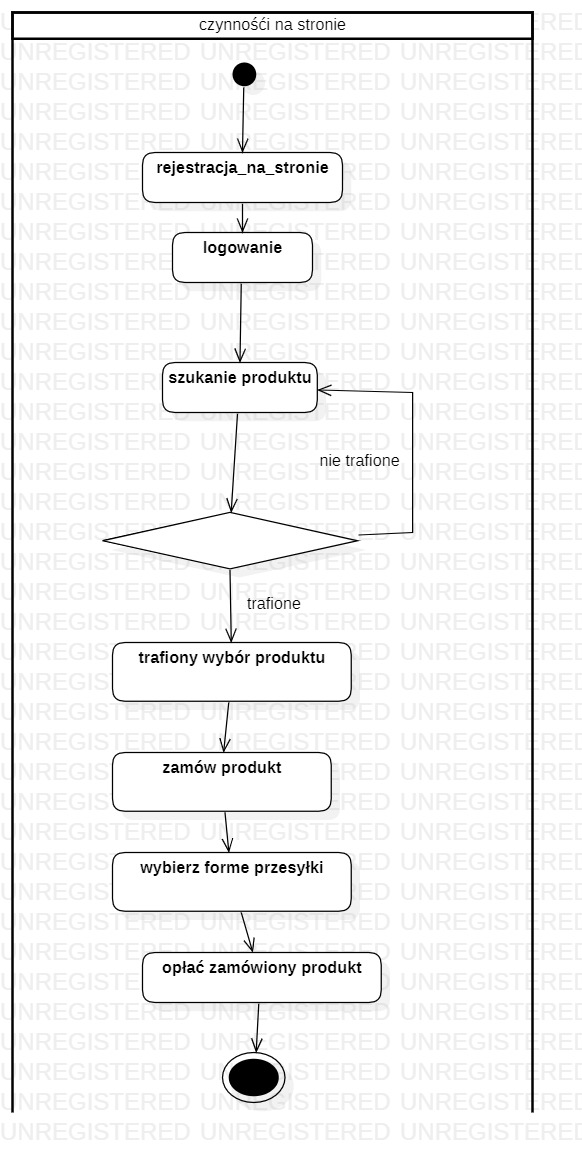 czynnośći na stronie
rejestracja_na_stronie
logowanie
szukanie produktu
nie trafione
trafione
trafiony wybór produktu
zamów produkt
wybierz forme przesyłki
opłać zamówiony produkt
UNREGISTERED UNREGISTERED UNREGISTERED